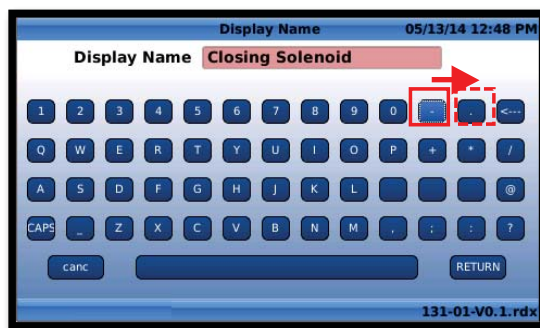 Display Name 05/13/14 12:48 PM
Display Name Closing Solenoid
1 2 3 4 5 6 7 8 9 0 - . <---
Q W E R T Y U I O P + * /
A S D F G H J K L @
CAPS _ Z X C V B N M , ; : ?
canc RETURN
131-01-V0.1.rdx